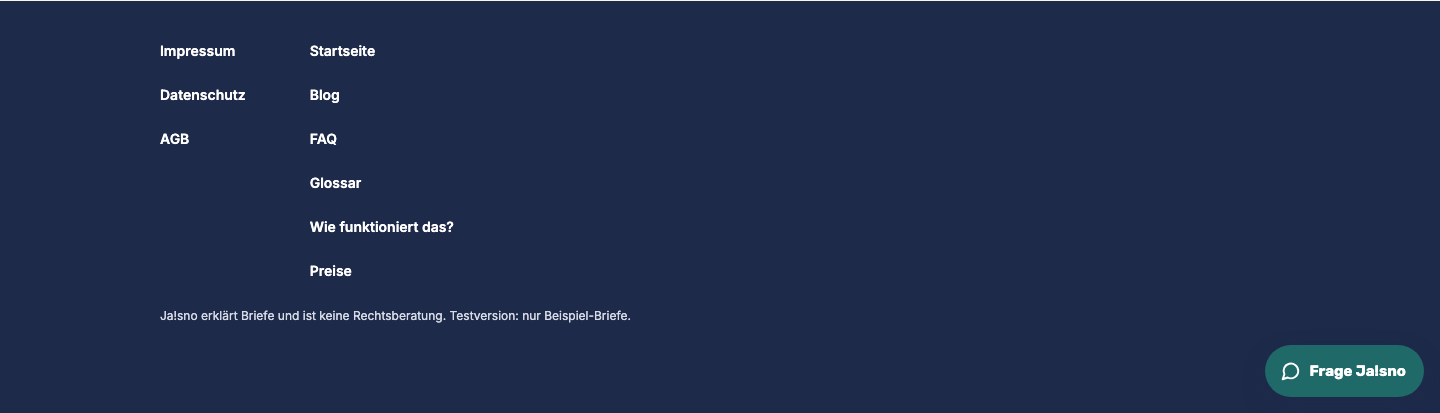 Impressum
Datenschutz
AGB
Startseite
Blog
FAQ
Glossar
Wie funktioniert das?
Preise
Ja!sno erklärt Briefe und ist keine Rechtsberatung. Testversion: nur Beispiel-Briefe.
Frage Ja!sno